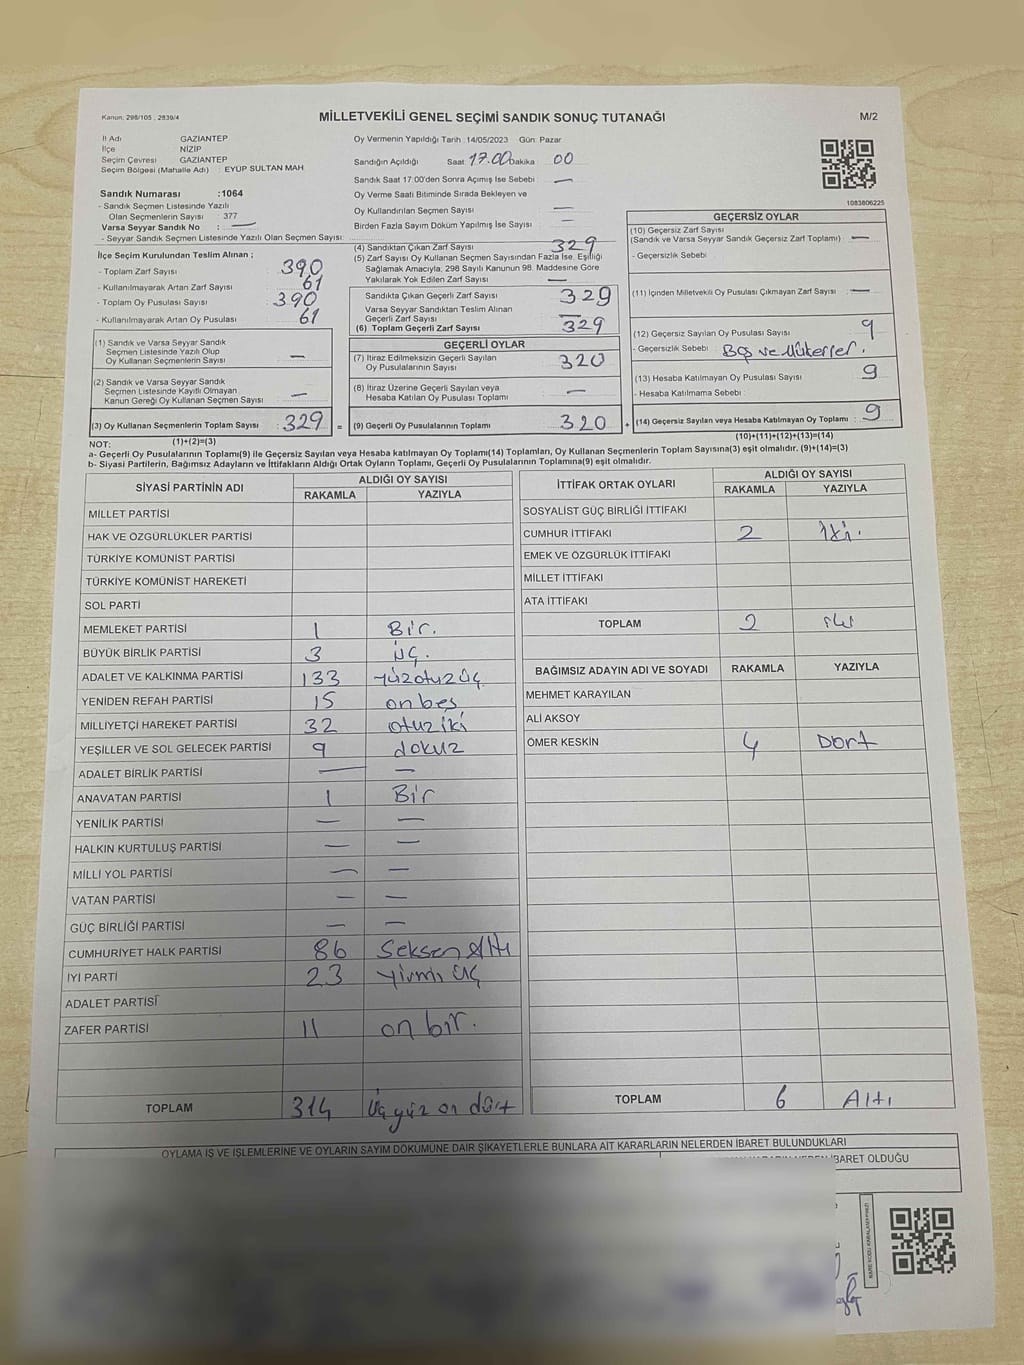 Kanun: 298/105 , 2839/4
MİLLETVEKİLİ GENEL SEÇİMİ SANDIK SONUÇ TUTANAĞI
M/2
İl Adı GAZİANTEP
İlçe NİZİP
Seçim Çevresi GAZİANTEP
Seçim Bölgesi (Mahalle Adı) : EYÜP SULTAN MAH.
Sandık Numarası :1064
- Sandık Seçmen Listesinde Yazılı
Olan Seçmenlerin Sayısı : 377
Varsa Seyyar Sandık No : —
- Seyyar Sandık Seçmen Listesinde Yazılı Olan Seçmen Sayısı:
İlçe Seçim Kurulundan Teslim Alınan ;
- Toplam Zarf Sayısı : 390
- Kullanılmayarak Artan Zarf Sayısı : 61
- Toplam Oy Pusulası Sayısı : 390
- Kullanılmayarak Artan Oy Pusulası : 61
(1) Sandık ve Varsa Seyyar Sandık
Seçmen Listesinde Yazılı Olup
Oy Kullanan Seçmenlerin Sayısı : —
(2) Sandık ve Varsa Seyyar Sandık
Seçmen Listesinde Kayıtlı Olmayan
Kanun Gereği Oy Kullanan Seçmen Sayısı : —
(3) Oy Kullanan Seçmenlerin Toplam Sayısı : 329
(1)+(2)=(3)
Oy Vermenin Yapıldığı Tarih :14/05/2023 Gün: Pazar
Sandığın Açıldığı Saat 17.00 Dakika : 00
Sandık Saat 17:00'den Sonra Açımış İse Sebebi : —
Oy Verme Saati Bitiminde Sırada Bekleyen ve
Oy Kullandırılan Seçmen Sayısı : —
Birden Fazla Sayım Döküm Yapılmış İse Sayısı : —
(4) Sandıktan Çıkan Zarf Sayısı : 329
(5) Zarf Sayısı Oy Kullanan Seçmen Sayısından Fazla İse, Eşitliği
Sağlamak Amacıyla, 298 Sayılı Kanunun 98. Maddesine Göre
Yakılarak Yok Edilen Zarf Sayısı : —
Sandıkta Çıkan Geçerli Zarf Sayısı : 329
Varsa Seyyar Sandıktan Teslim Alınan
Geçerli Zarf Sayısı : —
(6) Toplam Geçerli Zarf Sayısı : 329
GEÇERLİ OYLAR
(7) İtiraz Edilmeksizin Geçerli Sayılan
Oy Pusulalarının Sayısı : 320
(8) İtiraz Üzerine Geçerli Sayılan veya
Hesaba Katılan Oy Pusulası Toplamı : —
= (9) Geçerli Oy Pusulalarının Toplamı : 320 +
1083806225
GEÇERSİZ OYLAR
(10) Geçersiz Zarf Sayısı
(Sandık ve Varsa Seyyar Sandık Geçersiz Zarf Toplamı) : —
- Geçersizlik Sebebi :
(11) İçinden Milletvekili Oy Pusulası Çıkmayan Zarf Sayısı : —
(12) Geçersiz Sayılan Oy Pusulası Sayısı : 9
- Geçersizlik Sebebi : Boş ve Mükerrer.
(13) Hesaba Katılmayan Oy Pusulası Sayısı : 9
- Hesaba Katılmama Sebebi :
(14) Geçersiz Sayılan veya Hesaba Katılmayan Oy Toplamı : 9
(10)+(11)+(12)+(13)=(14)
NOT:
a- Geçerli Oy Pusulalarının Toplamı(9) ile Geçersiz Sayılan veya Hesaba katılmayan Oy Toplamı(14) Toplamları, Oy Kullanan Seçmenlerin Toplam Sayısına(3) eşit olmalıdır. (9)+(14)=(3)
b- Siyasi Partilerin, Bağımsız Adayların ve İttifakların Aldığı Ortak Oyların Toplamı, Geçerli Oy Pusulalarının Toplamına(9) eşit olmalıdır.
SİYASİ PARTİNİN ADI ALDIĞI OY SAYISI
RAKAMLA YAZIYLA
MİLLET PARTİSİ
HAK VE ÖZGÜRLÜKLER PARTİSİ
TÜRKİYE KOMÜNİST PARTİSİ
TÜRKİYE KOMÜNİST HAREKETİ
SOL PARTİ
MEMLEKET PARTİSİ 1 Bir.
BÜYÜK BİRLİK PARTİSİ 3 üç.
ADALET VE KALKINMA PARTİSİ 133 yüzotuzüç
YENİDEN REFAH PARTİSİ 15 onbeş
MİLLİYETÇİ HAREKET PARTİSİ 32 otuziki
YEŞİLLER VE SOL GELECEK PARTİSİ 9 dokuz
ADALET BİRLİK PARTİSİ — —
ANAVATAN PARTİSİ 1 Bir
YENİLİK PARTİSİ — —
HALKIN KURTULUŞ PARTİSİ — —
MİLLİ YOL PARTİSİ — —
VATAN PARTİSİ — —
GÜÇ BİRLİĞİ PARTİSİ — —
CUMHURİYET HALK PARTİSİ 86 Seksen Altı
İYİ PARTİ 23 yirmi üç
ADALET PARTİSİ
ZAFER PARTİSİ 11 on bir.
TOPLAM 314 üçyüz on dört
İTTİFAK ORTAK OYLARI ALDIĞI OY SAYISI
RAKAMLA YAZIYLA
SOSYALİST GÜÇ BİRLİĞİ İTTİFAKI
CUMHUR İTTİFAKI 2 İki.
EMEK VE ÖZGÜRLÜK İTTİFAKI
MİLLET İTTİFAKI
ATA İTTİFAKI
TOPLAM 2 iki
BAĞIMSIZ ADAYIN ADI VE SOYADI RAKAMLA YAZIYLA
MEHMET KARAYILAN
ALİ AKSOY
ÖMER KESKİN 4 Dört
TOPLAM 6 Altı
OYLAMA İŞ VE İŞLEMLERİNE VE OYLARIN SAYIM DÖKÜMÜNE DAİR ŞİKAYETLERLE BUNLARA AİT KARARLARIN NELERDEN İBARET BULUNDUKLARI
İBARET OLDUĞU